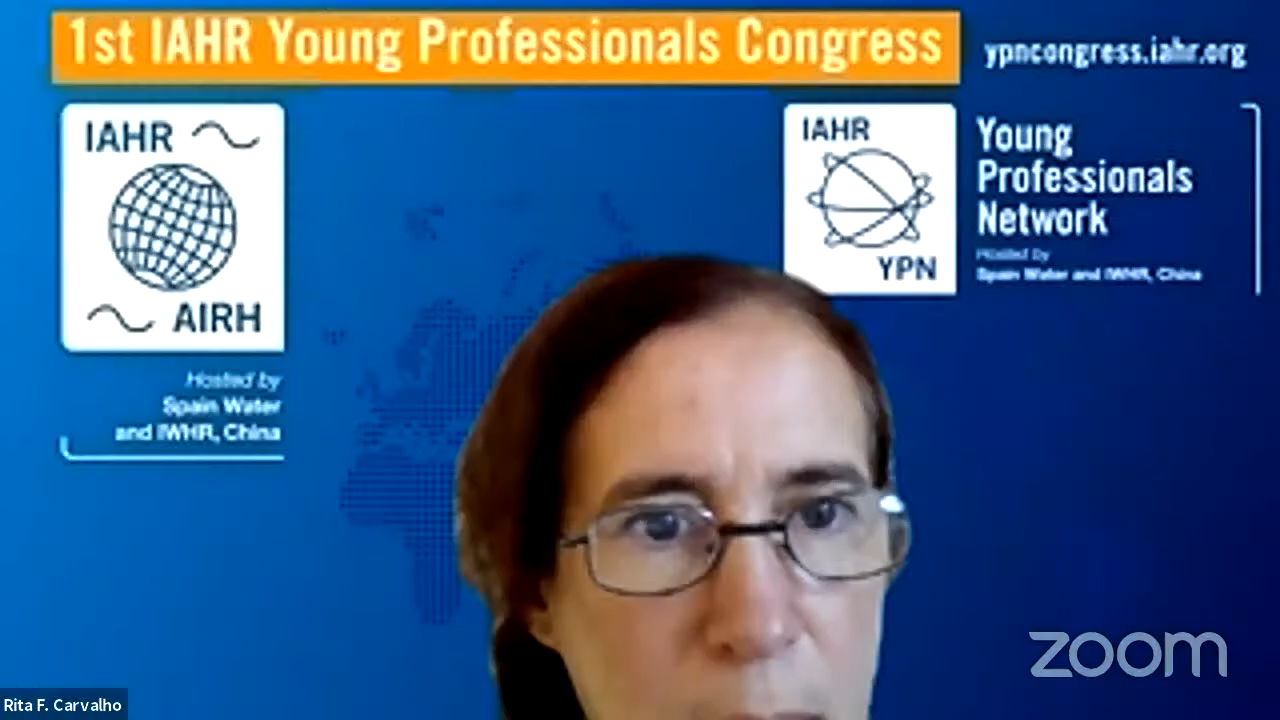 1st IAHR Young Professionals Congress
ypncongress.iahr.org
IAHR
AIRH
Hosted by
Spain Water
and IWHR, China
IAHR
YPN
Young
Professionals
Network
Hosted by
Spain Water and IWHR, China
zoom
Rita F. Carvalho